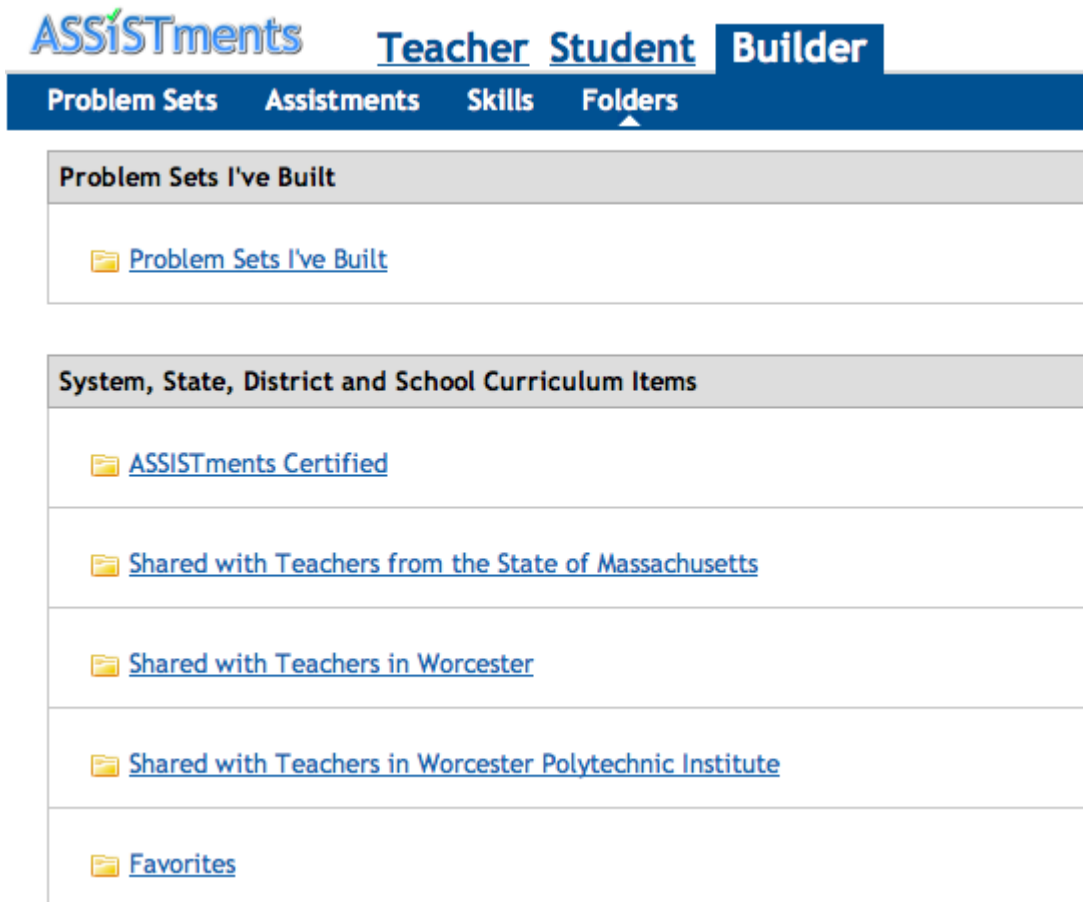 ASSiSTments
Teacher Student Builder
Problem Sets Assistments Skills Folders
Problem Sets I've Built
Problem Sets I've Built
System, State, District and School Curriculum Items
ASSISTments Certified
Shared with Teachers from the State of Massachusetts
Shared with Teachers in Worcester
Shared with Teachers in Worcester Polytechnic Institute
Favorites